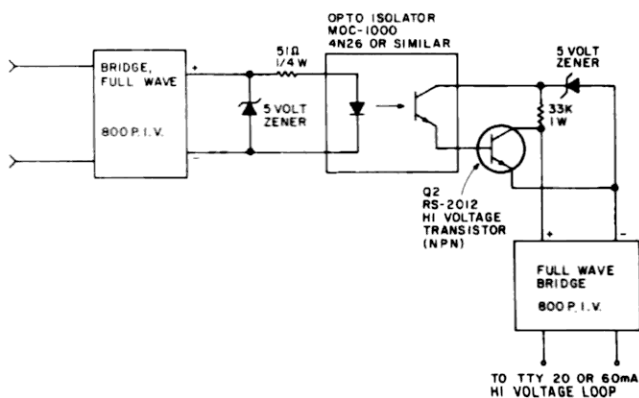 OPTO ISOLATOR
MOC-1000
4N26 OR SIMILAR
BRIDGE,
FULL WAVE
800 P.I.V.
+
-
51Ω
1/4 W
5 VOLT
ZENER
5 VOLT
ZENER
33K
1W
Q2
RS-2012
HI VOLTAGE
TRANSISTOR
(NPN)
+
-
FULL WAVE
BRIDGE
800 P.I.V.
TO TTY 20 OR 60mA
HI VOLTAGE LOOP